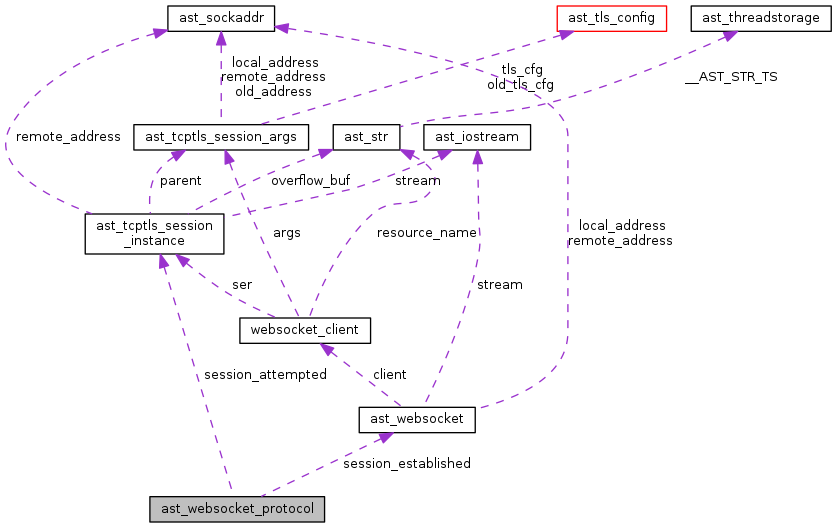 ast_sockaddr
ast_tls_config
ast_threadstorage
local_address
remote_address
old_address
tls_cfg
old_tls_cfg
__AST_STR_TS
remote_address
ast_tcptls_session_args
ast_str
ast_iostream
parent
overflow_buf
stream
ast_tcptls_session
_instance
args
resource_name
local_address
remote_address
ser
stream
websocket_client
session_attempted
client
ast_websocket
session_established
ast_websocket_protocol